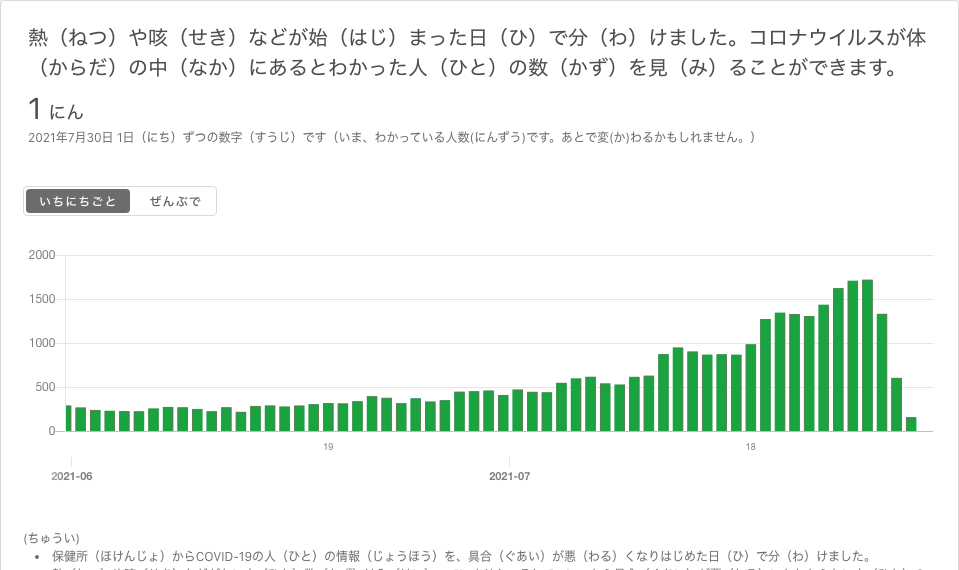 熱（ねつ）や咳（せき）などが始（はじ）まった日（ひ）で分（わ）けました。コロナウイルスが体
（からだ）の中（なか）にあるとわかった人（ひと）の数（かず）を見（み）ることができます。
1 にん
2021年7月30日 1日（にち）ずつの数字（すうじ）です（いま、わかっている人数(にんずう)です。あとで変(か)わるかもしれません。）
いちにちごと ぜんぶで
2000
1500
1000
500
0
19 18
2021-06 2021-07
(ちゅうい)
• 保健所（ほけんじょ）からCOVID-19の人（ひと）の情報（じょうほう）を、具合（ぐあい）が悪（わる）くなりはじめた日（ひ）で分（わ）けました。